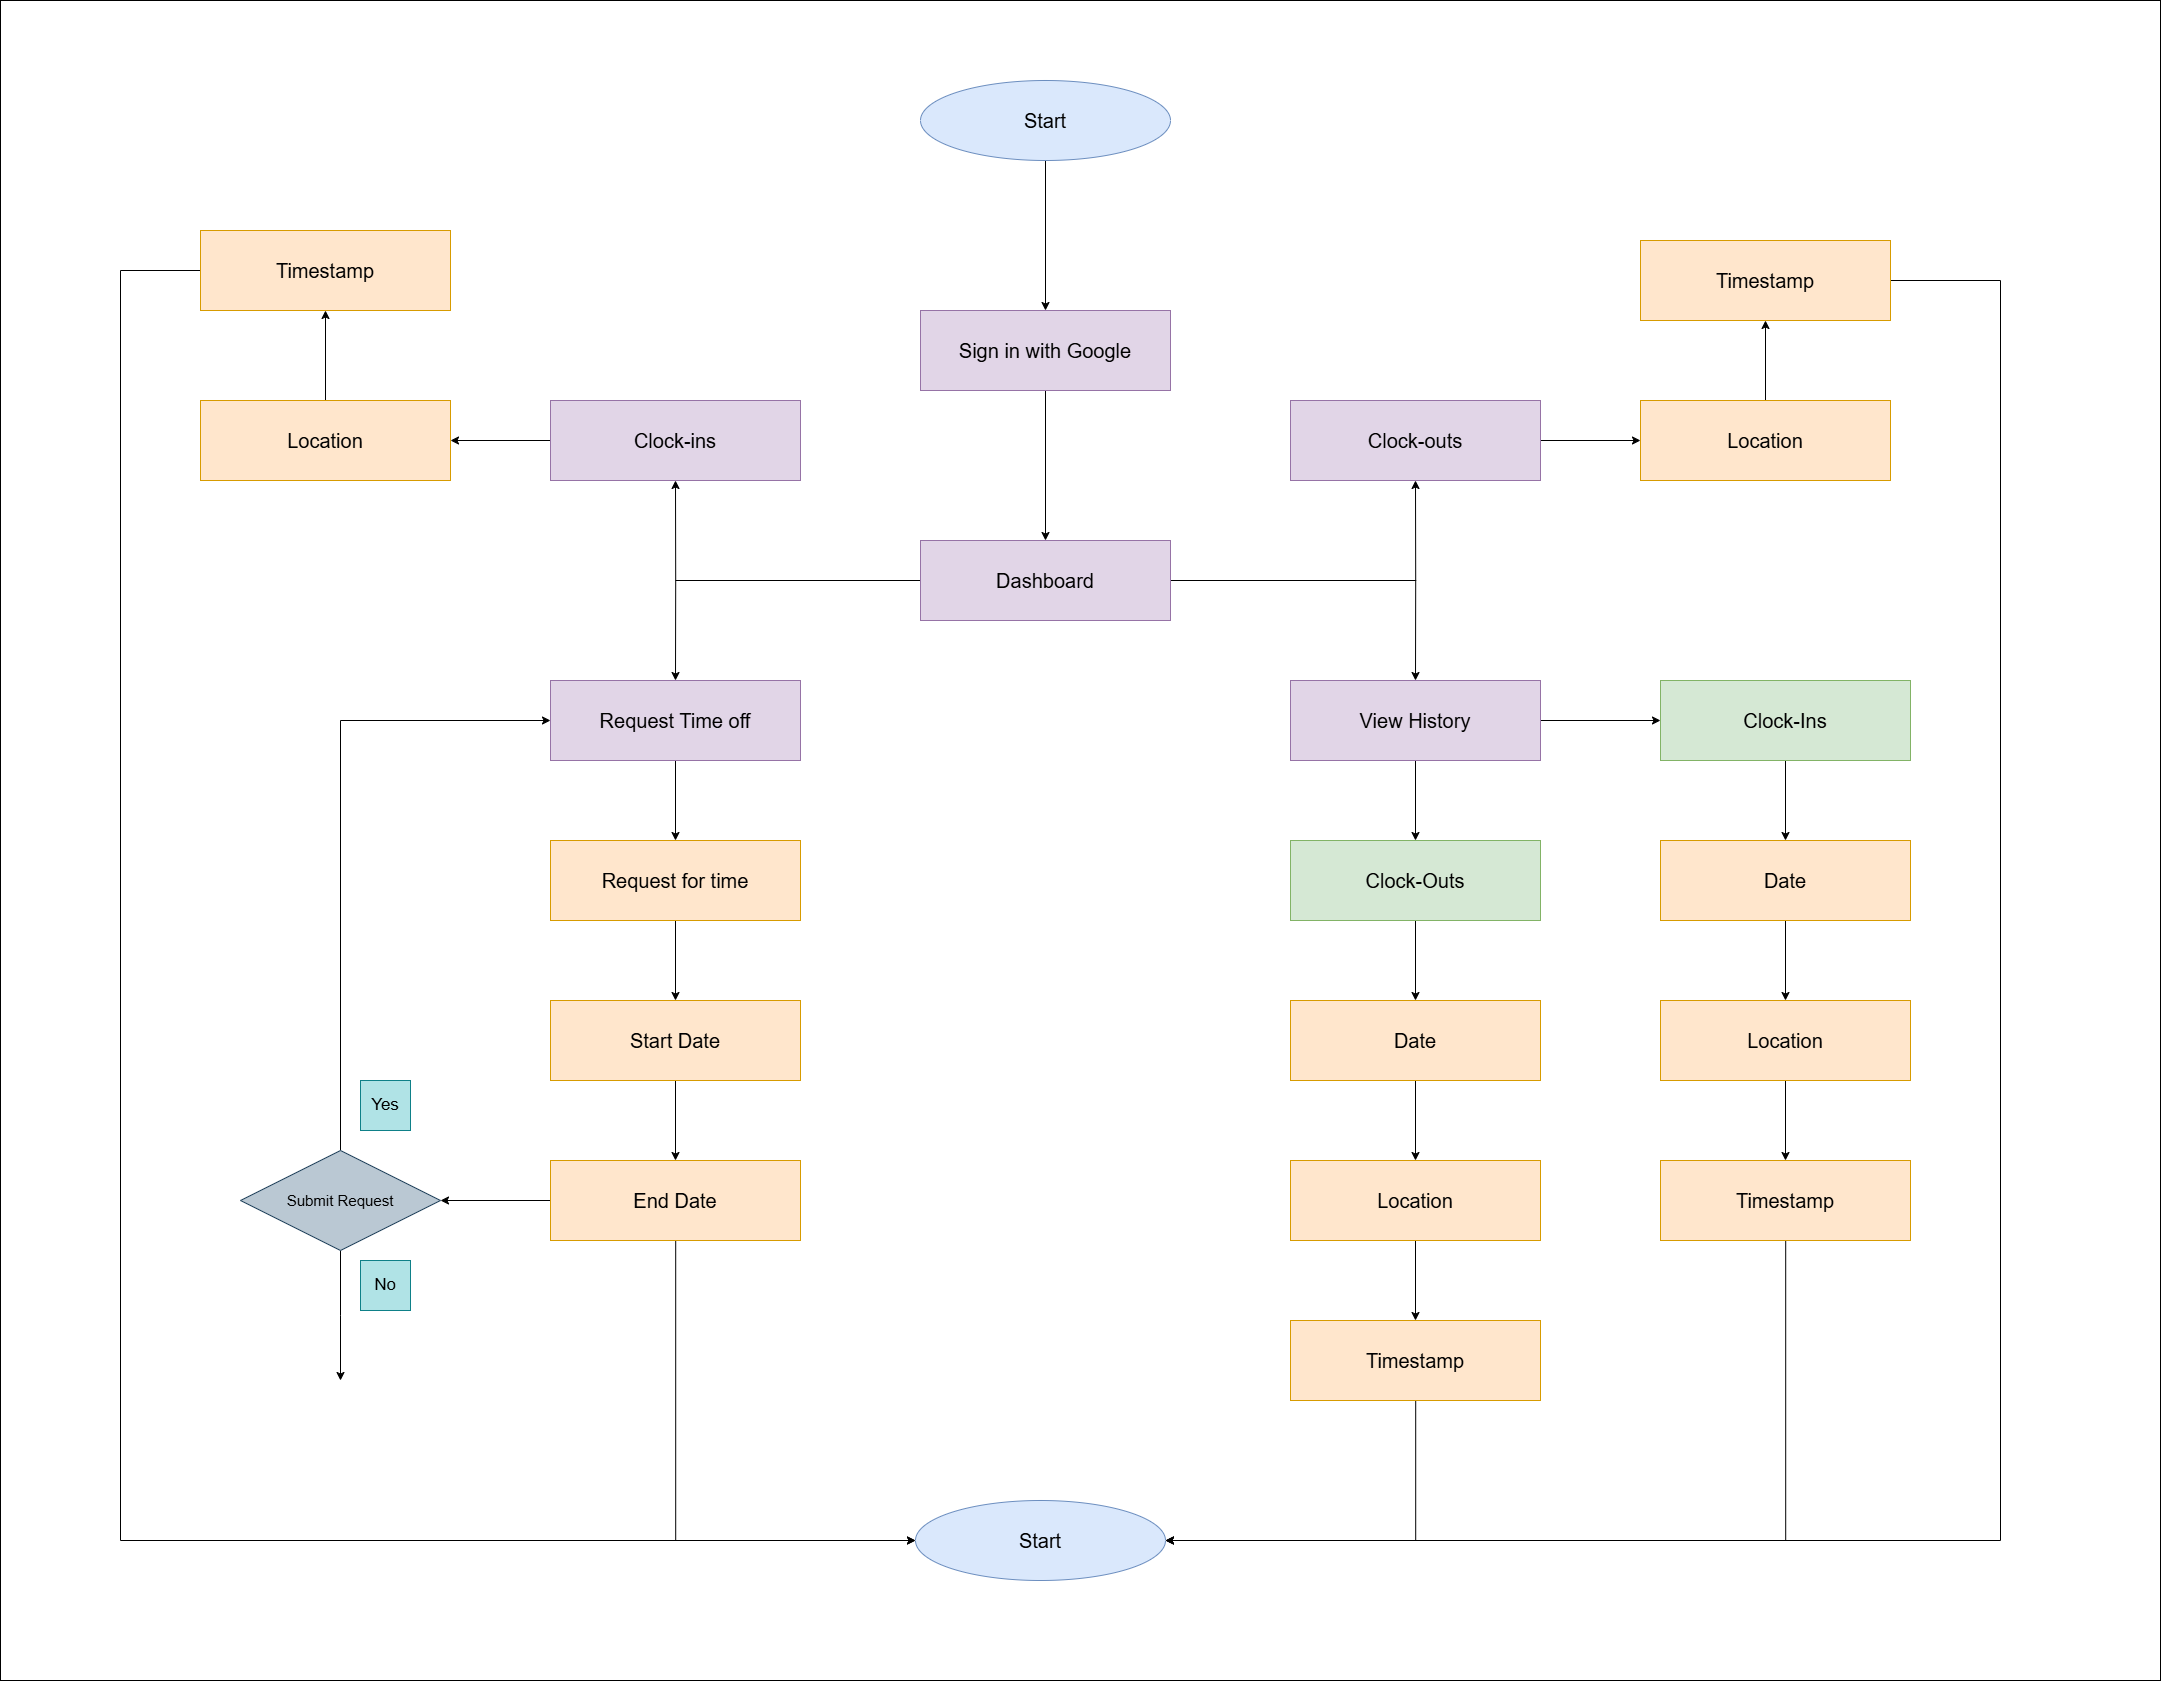 Start
Timestamp
Timestamp
Sign in with Google
Location
Clock-ins
Clock-outs
Location
Dashboard
Request Time off
View History
Clock-Ins
Request for time
Clock-Outs
Date
Start Date
Date
Location
Yes
Submit Request
End Date
Location
Timestamp
No
Timestamp
Start